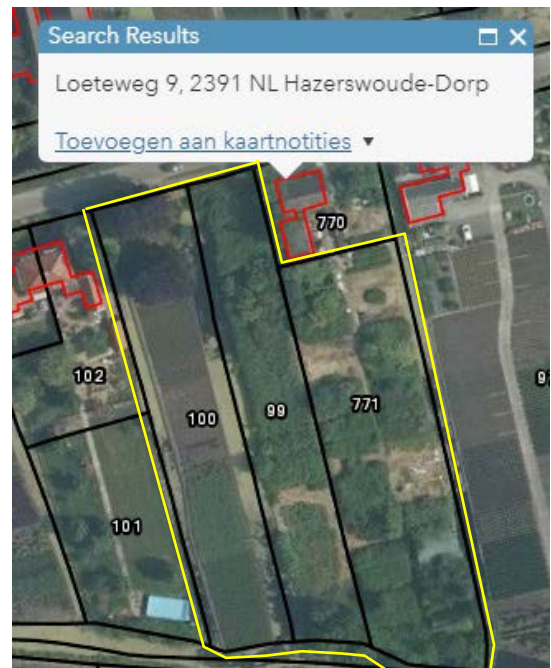 Search Results
Loeteweg 9, 2391 NL Hazerswoude-Dorp
Toevoegen aan kaartnotities
770
102
100
99
771
101